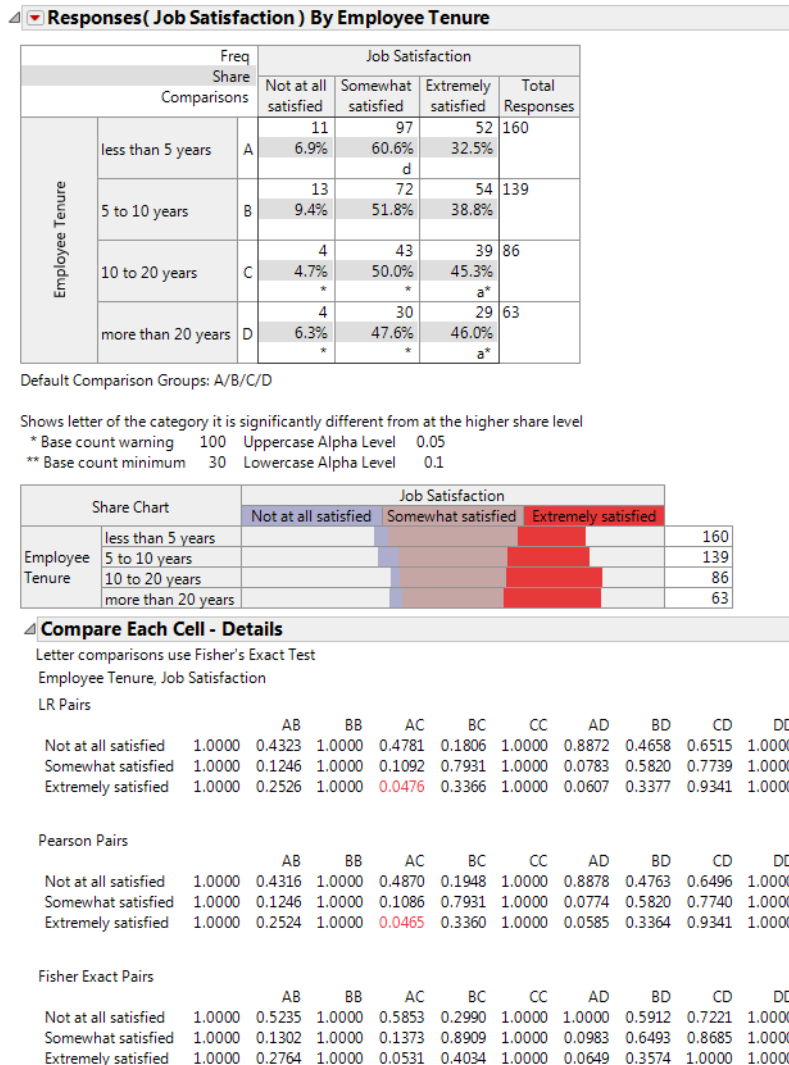 Responses( Job Satisfaction ) By Employee Tenure
Freq Job Satisfaction
Share
Comparisons
Not at all satisfied Somewhat satisfied Extremely satisfied Total Responses
Employee Tenure
less than 5 years A
11 97 52 160
6.9% 60.6% 32.5%
d
5 to 10 years B
13 72 54 139
9.4% 51.8% 38.8%
10 to 20 years C
4 43 39 86
4.7% 50.0% 45.3%
* * a*
more than 20 years D
4 30 29 63
6.3% 47.6% 46.0%
* * a*
Default Comparison Groups: A/B/C/D
Shows letter of the category it is significantly different from at the higher share level
* Base count warning 100 Uppercase Alpha Level 0.05
** Base count minimum 30 Lowercase Alpha Level 0.1
Share Chart Job Satisfaction
Not at all satisfied Somewhat satisfied Extremely satisfied
Employee Tenure
less than 5 years 160
5 to 10 years 139
10 to 20 years 86
more than 20 years 63
Compare Each Cell - Details
Letter comparisons use Fisher's Exact Test
Employee Tenure, Job Satisfaction
LR Pairs
AB BB AC BC CC AD BD CD DD
Not at all satisfied 1.0000 0.4323 1.0000 0.4781 0.1806 1.0000 0.8872 0.4658 0.6515 1.0000
Somewhat satisfied 1.0000 0.1246 1.0000 0.1092 0.7931 1.0000 0.0783 0.5820 0.7739 1.0000
Extremely satisfied 1.0000 0.2526 1.0000 0.0476 0.3366 1.0000 0.0607 0.3377 0.9341 1.0000
Pearson Pairs
AB BB AC BC CC AD BD CD DD
Not at all satisfied 1.0000 0.4316 1.0000 0.4870 0.1948 1.0000 0.8878 0.4763 0.6496 1.0000
Somewhat satisfied 1.0000 0.1246 1.0000 0.1086 0.7931 1.0000 0.0774 0.5820 0.7740 1.0000
Extremely satisfied 1.0000 0.2524 1.0000 0.0465 0.3360 1.0000 0.0585 0.3364 0.9341 1.0000
Fisher Exact Pairs
AB BB AC BC CC AD BD CD DD
Not at all satisfied 1.0000 0.5235 1.0000 0.5853 0.2990 1.0000 1.0000 0.5912 0.7221 1.0000
Somewhat satisfied 1.0000 0.1302 1.0000 0.1373 0.8909 1.0000 0.0983 0.6493 0.8685 1.0000
Extremely satisfied 1.0000 0.2764 1.0000 0.0531 0.4034 1.0000 0.0649 0.3574 1.0000 1.0000